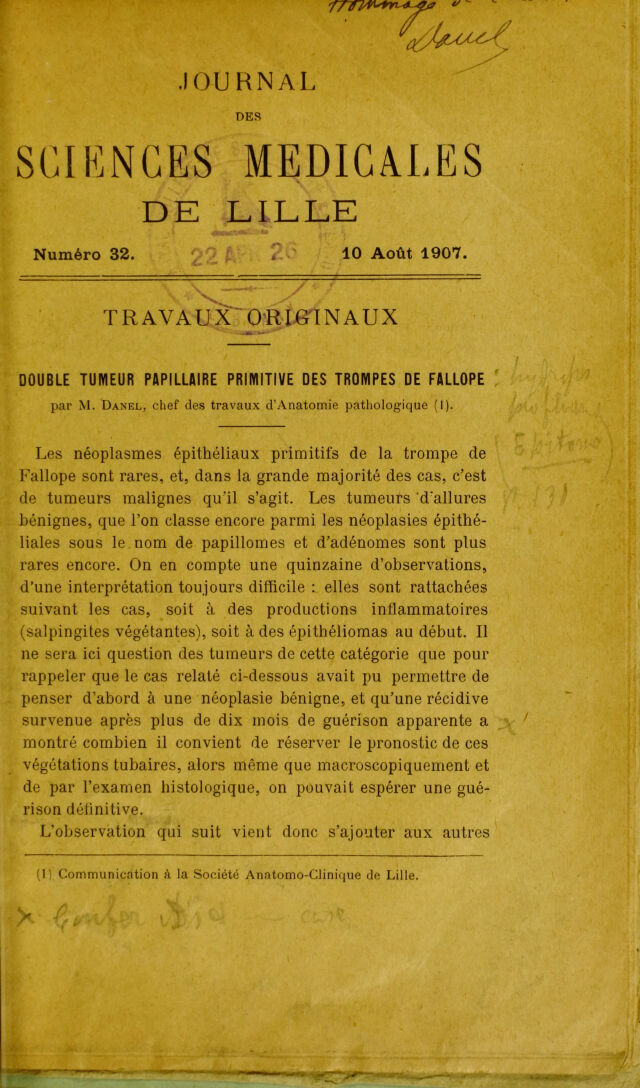 Hommage
Danel
JOURNAL
DES
SCIENCES MEDICALES
DE LILLE
Numéro 32. 22 APR 26 10 Août 1907.
TRAVAUX ORIGINAUX
DOUBLE TUMEUR PAPILLAIRE PRIMITIVE DES TROMPES DE FALLOPE
par M. DANEL, chef des travaux d'Anatomie pathologique (1).
Les néoplasmes épithéliaux primitifs de la trompe de
Fallope sont rares, et, dans la grande majorité des cas, c'est
de tumeurs malignes qu'il s'agit. Les tumeurs d'allures
bénignes, que l'on classe encore parmi les néoplasies épithé-
liales sous le nom de papillomes et d'adénomes sont plus
rares encore. On en compte une quinzaine d'observations,
d'une interprétation toujours difficile : elles sont rattachées
suivant les cas, soit à des productions inflammatoires
(salpingites végétantes), soit à des épithéliomas au début. Il
ne sera ici question des tumeurs de cette catégorie que pour
rappeler que le cas relaté ci-dessous avait pu permettre de
penser d'abord à une néoplasie bénigne, et qu'une récidive
survenue après plus de dix mois de guérison apparente a
montré combien il convient de réserver le pronostic de ces
végétations tubaires, alors même que macroscopiquement et
de par l'examen histologique, on pouvait espérer une gué-
rison définitive.
L'observation qui suit vient donc s'ajouter aux autres
(1) Communication à la Société Anatomo-Clinique de Lille.